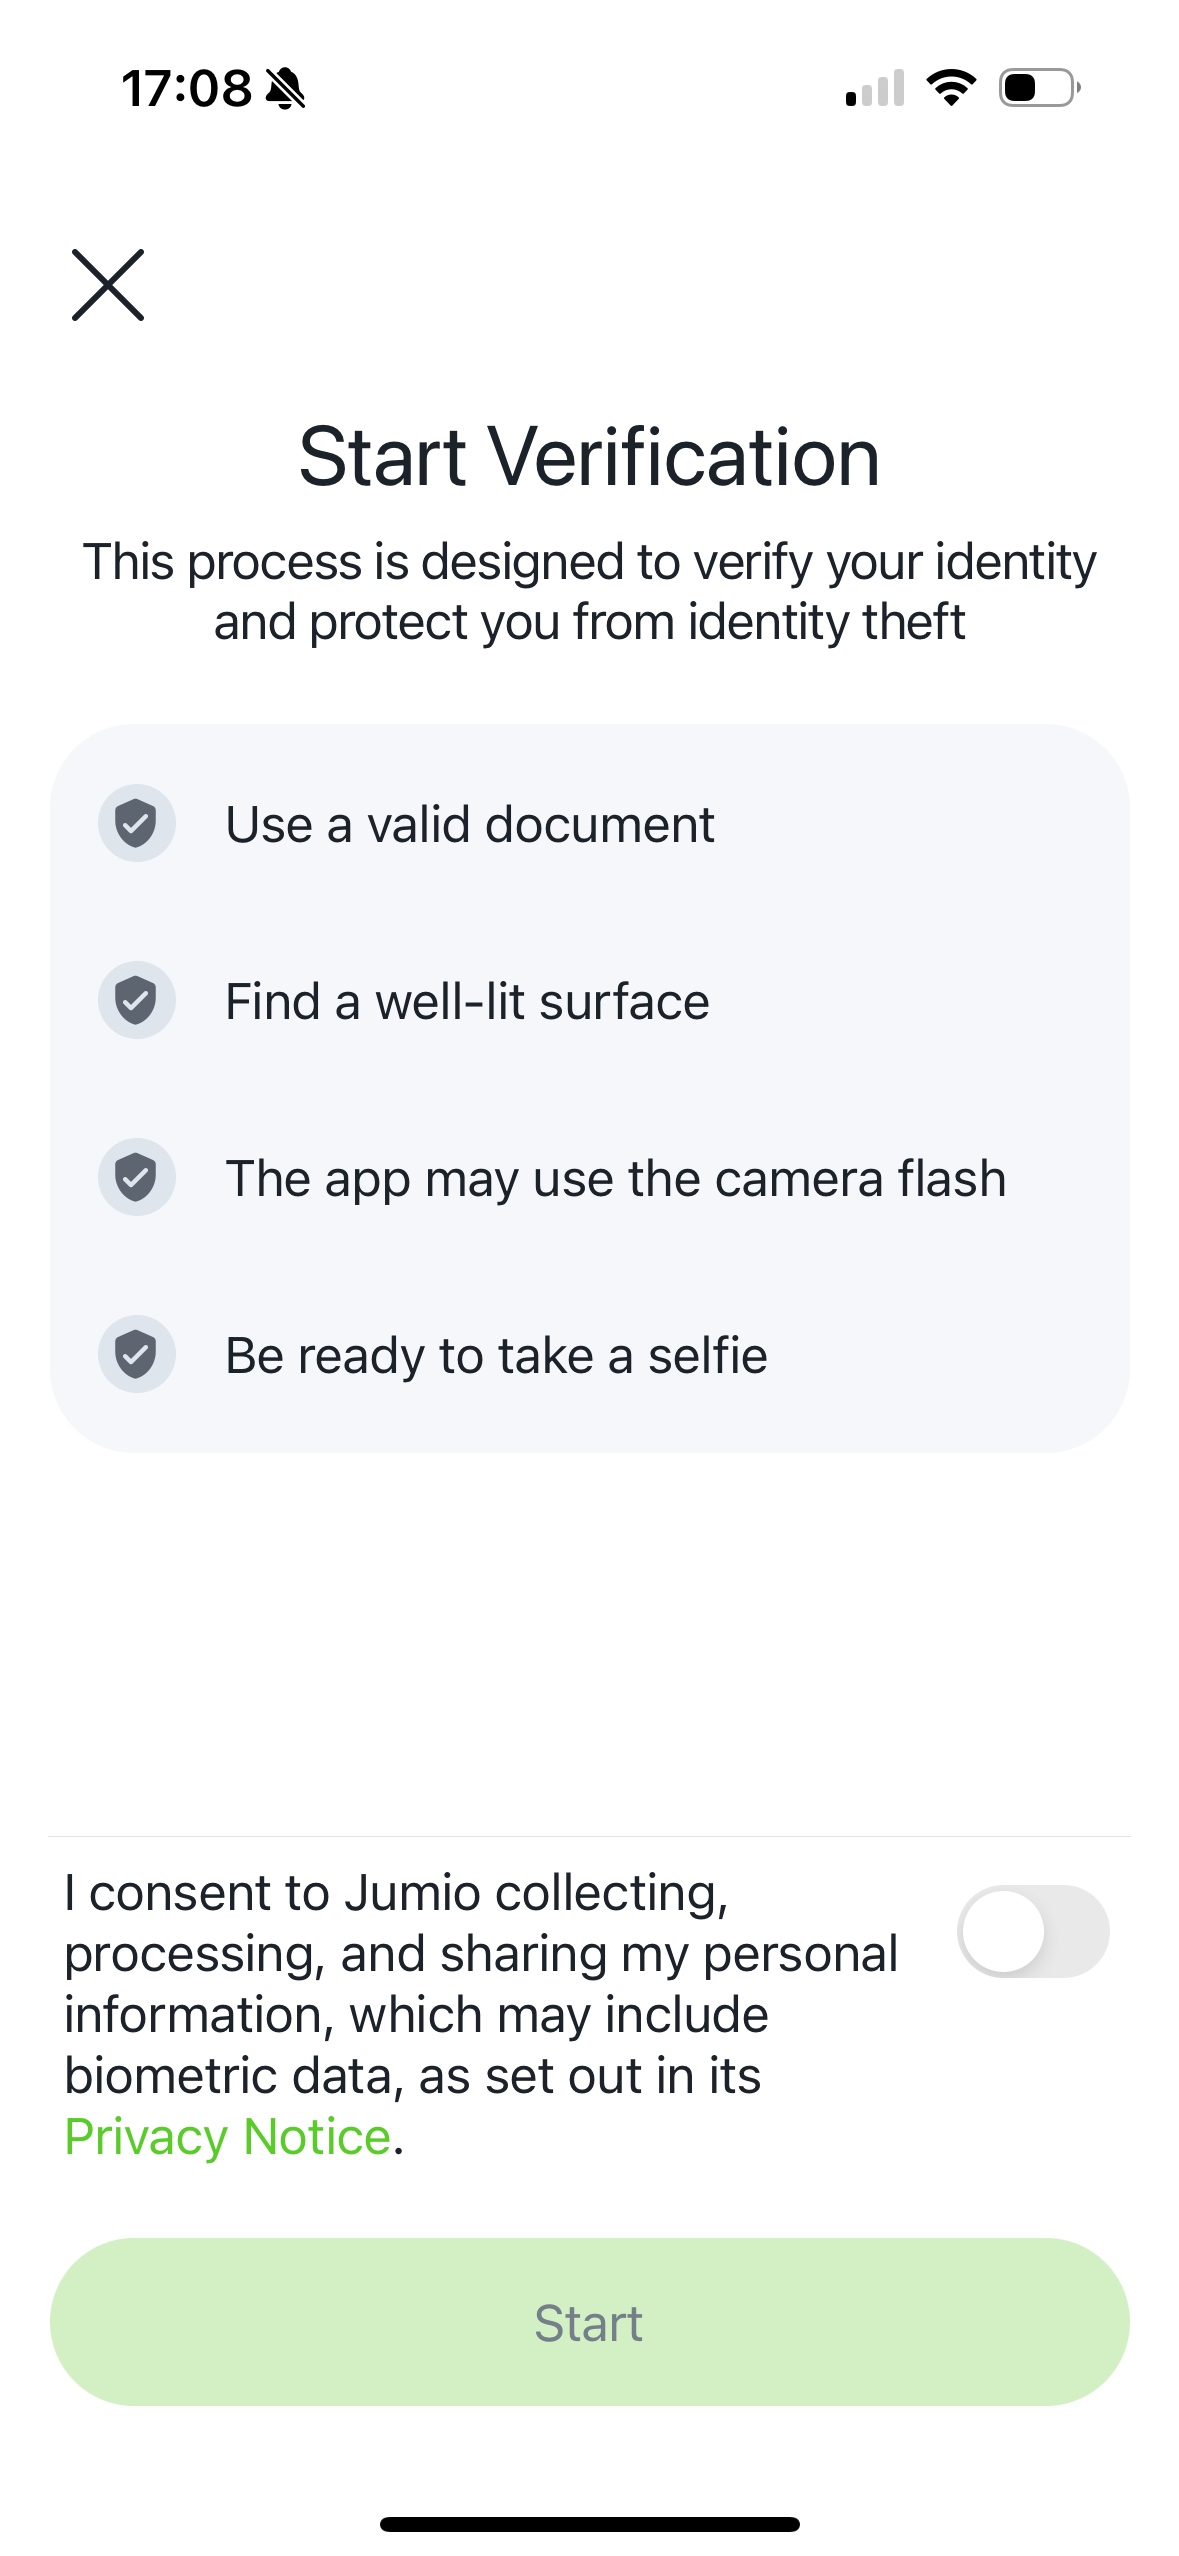 17:08
Start Verification
This process is designed to verify your identity
and protect you from identity theft
Use a valid document
Find a well-lit surface
The app may use the camera flash
Be ready to take a selfie
I consent to Jumio collecting,
processing, and sharing my personal
information, which may include
biometric data, as set out in its
Privacy Notice.
Start